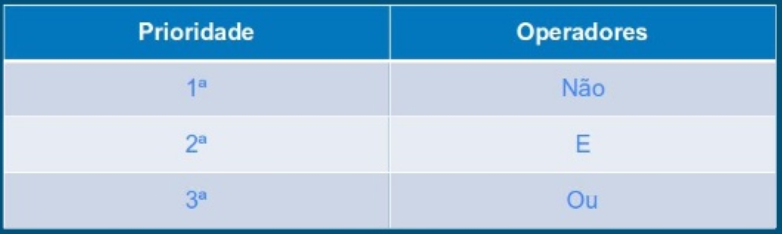 Prioridade Operadores
1ª Não
2ª E
3ª Ou